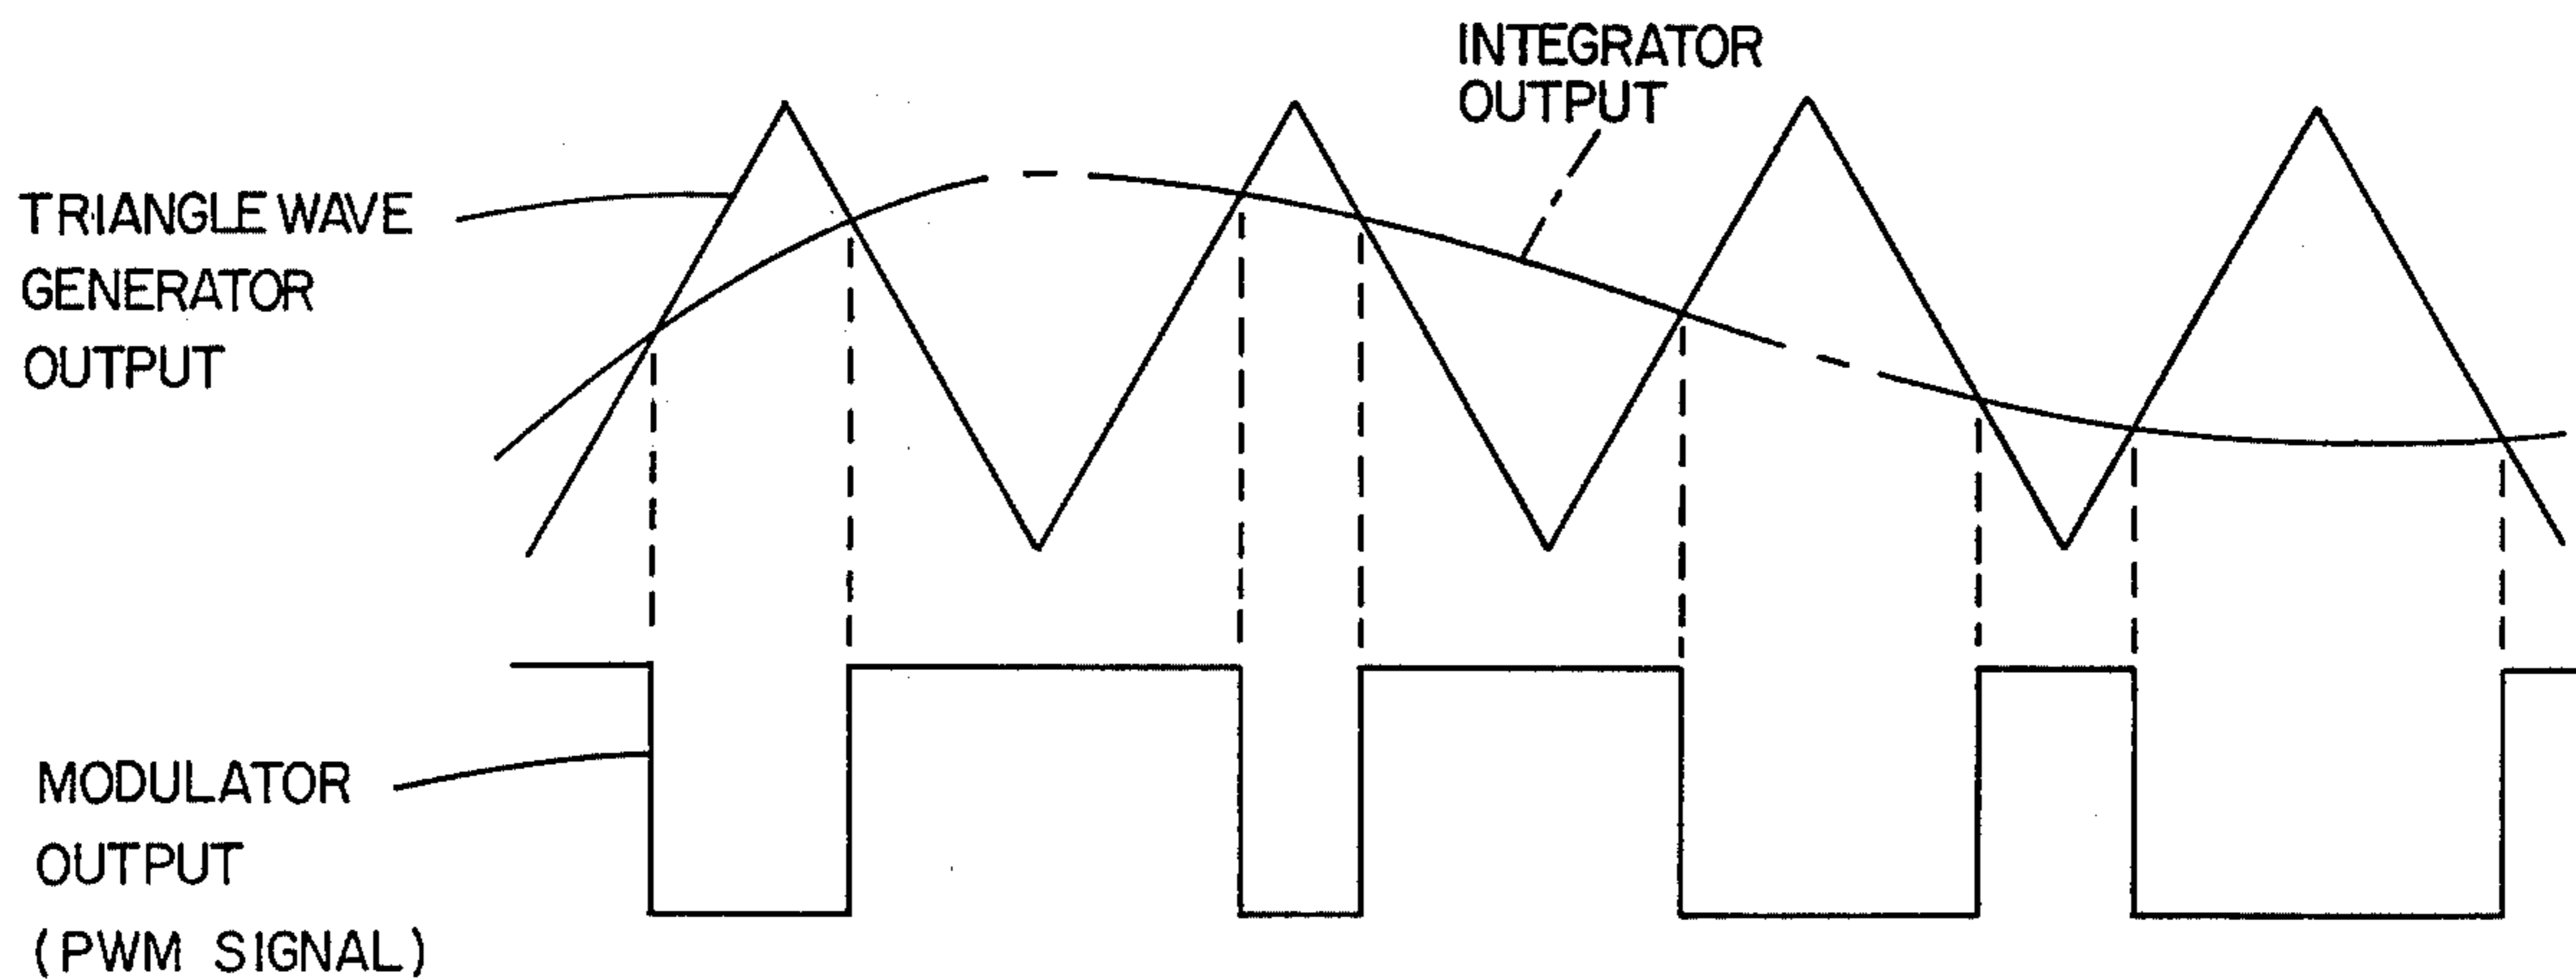 INTEGRATOR
OUTPUT
TRIANGLE WAVE
GENERATOR
OUTPUT
MODULATOR
OUTPUT
(PWM SIGNAL)